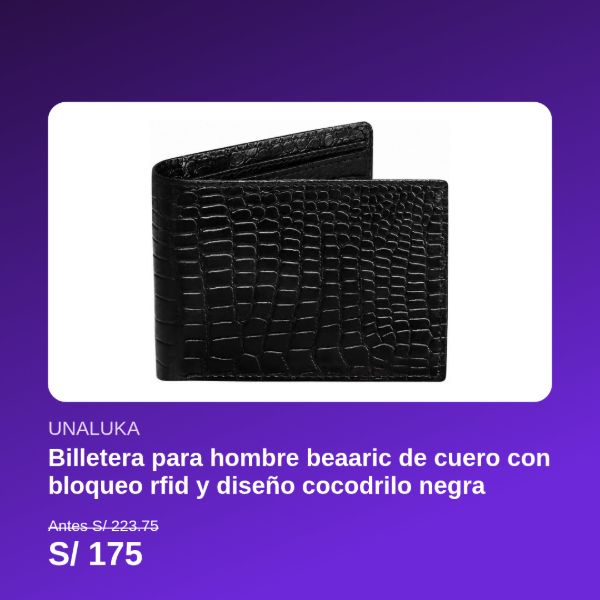 UNALUKA
Billetera para hombre beaaric de cuero con
bloqueo rfid y diseño cocodrilo negra
Antes S/ 223.75
S/ 175